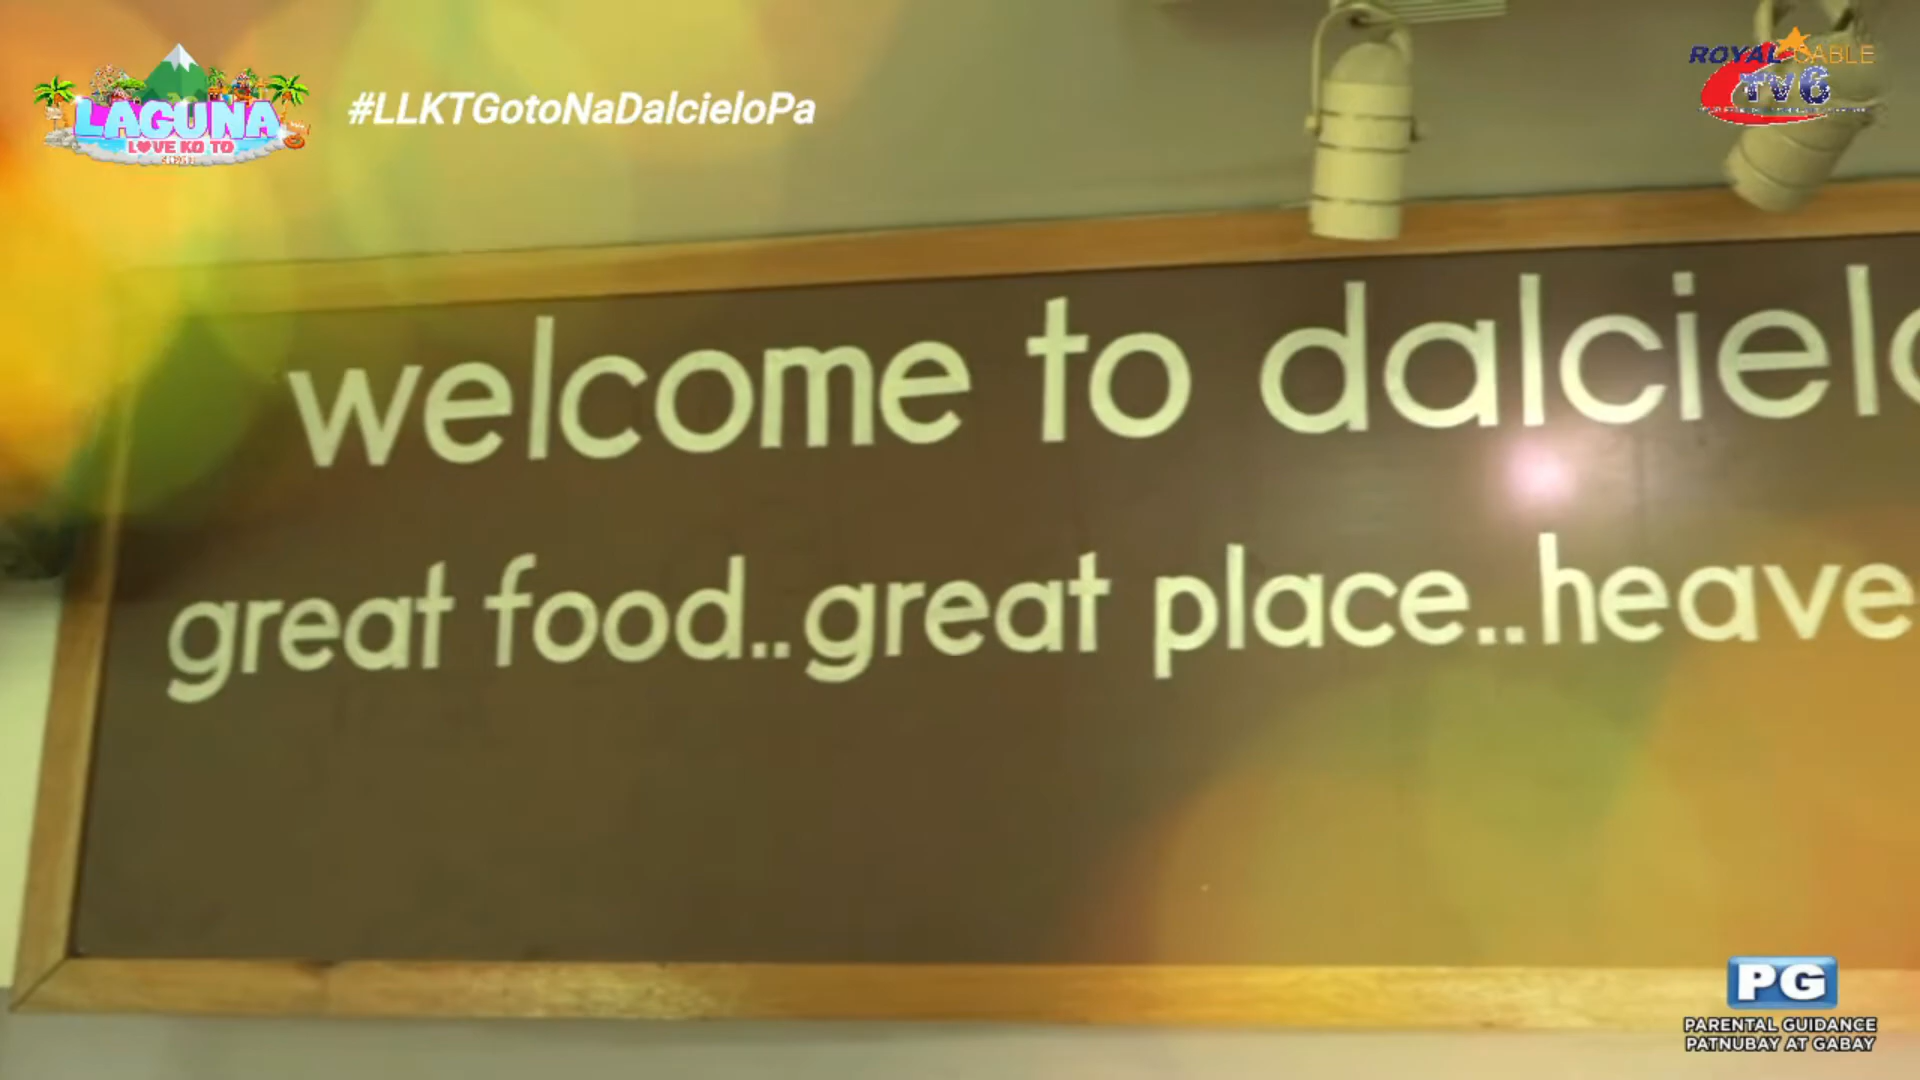 LAGUNA
LOVE KO TO
#LLKTGotoNaDalcieloPa
ROYAL CABLE
TV6
welcome to dalciel
great food..great place..heave
PG
PARENTAL GUIDANCE
PATNUBAY AT GABAY